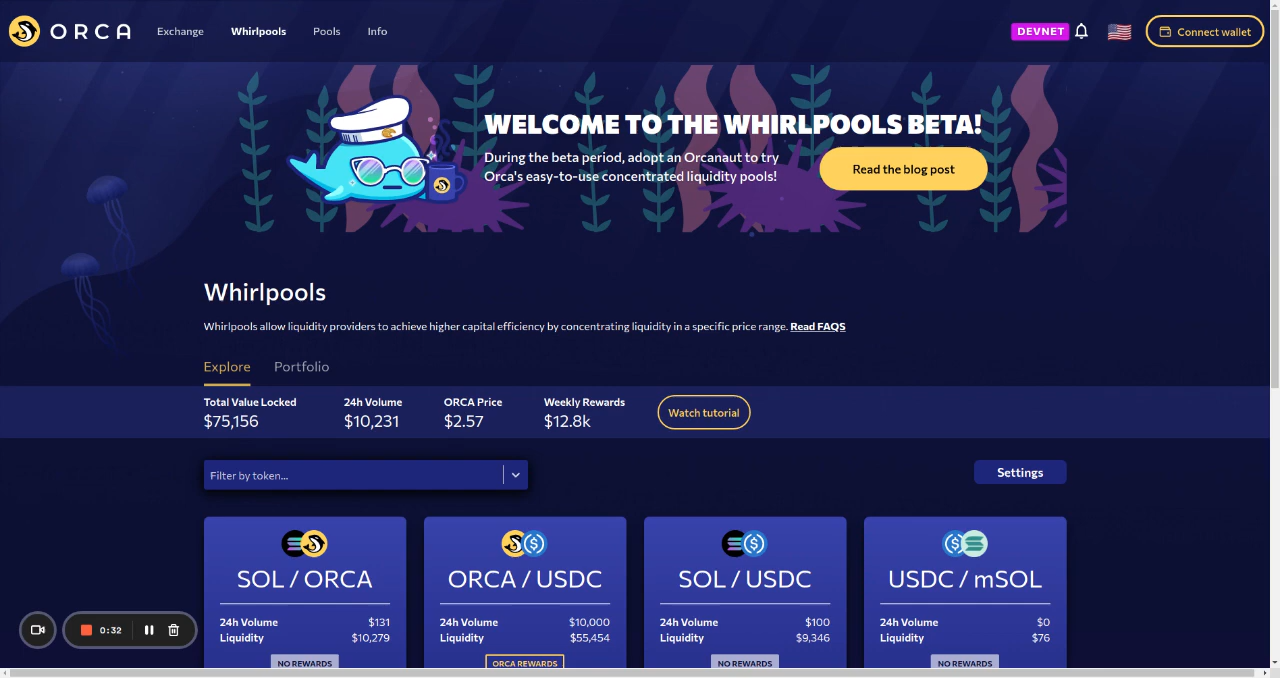 ORCA Exchange Whirlpools Pools Info DEVNET Connect wallet
WELCOME TO THE WHIRLPOOLS BETA!
During the beta period, adopt an Orcanaut to try
Orca's easy-to-use concentrated liquidity pools!
Read the blog post
Whirlpools
Whirlpools allow liquidity providers to achieve higher capital efficiency by concentrating liquidity in a specific price range. Read FAQS
Explore Portfolio
Total Value Locked 24h Volume ORCA Price Weekly Rewards
$75,156 $10,231 $2.57 $12.8k
Watch tutorial
Filter by token... Settings
SOL / ORCA
24h Volume $131
Liquidity $10,279
NO REWARDS
ORCA / USDC
24h Volume $10,000
Liquidity $55,454
ORCA REWARDS
SOL / USDC
24h Volume $100
Liquidity $9,346
NO REWARDS
USDC / mSOL
24h Volume $0
Liquidity $76
NO REWARDS
0:32